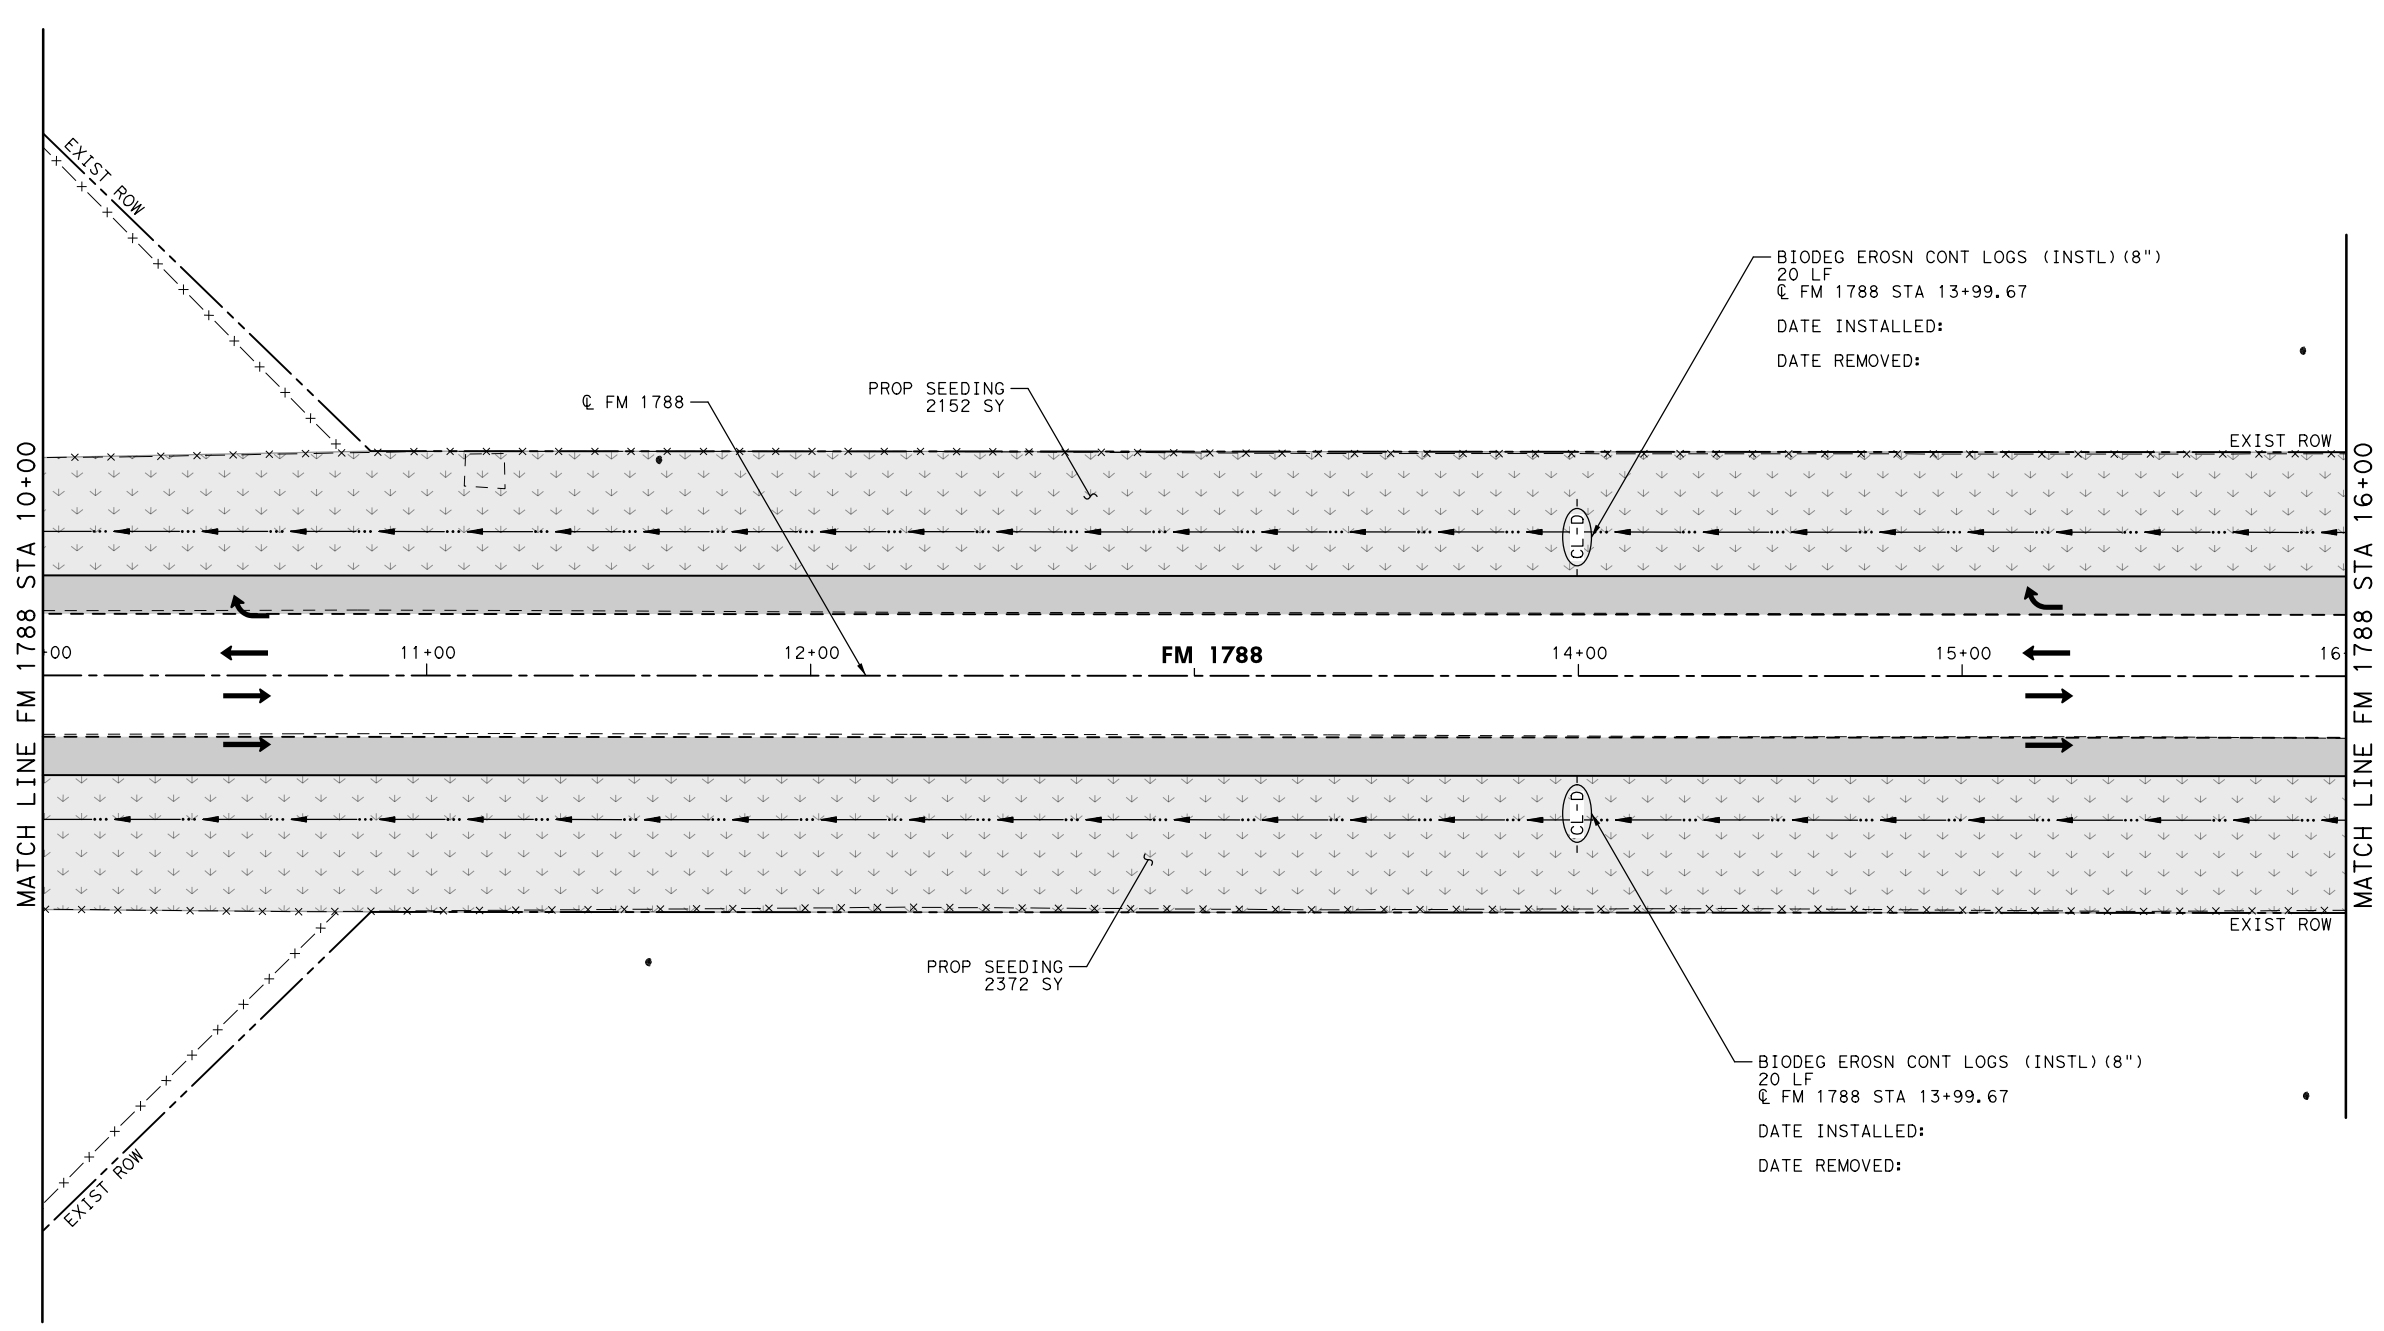 EXIST ROW
BIODEG EROSN CONT LOGS (INSTL)(8")
20 LF
℄ FM 1788 STA 13+99.67
DATE INSTALLED:
DATE REMOVED:
PROP SEEDING
2152 SY
℄ FM 1788
EXIST ROW
MATCH LINE FM 1788 STA 10+00
MATCH LINE FM 1788 STA 16+00
CL-D
+00
11+00
12+00
FM 1788
14+00
15+00
16
CL-D
EXIST ROW
PROP SEEDING
2372 SY
BIODEG EROSN CONT LOGS (INSTL)(8")
20 LF
℄ FM 1788 STA 13+99.67
DATE INSTALLED:
DATE REMOVED:
EXIST ROW